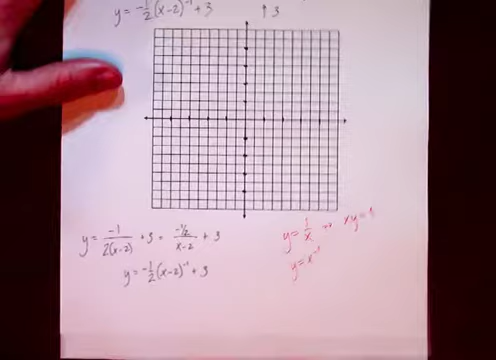 y = -½(x-2)⁻¹ + 3    ↑ 3
y = -1/2(x-2) + 3 = -½/x-2 + 3
y = -½(x-2)⁻¹ + 3
y = 1/x    xy = 1
y = x⁻¹